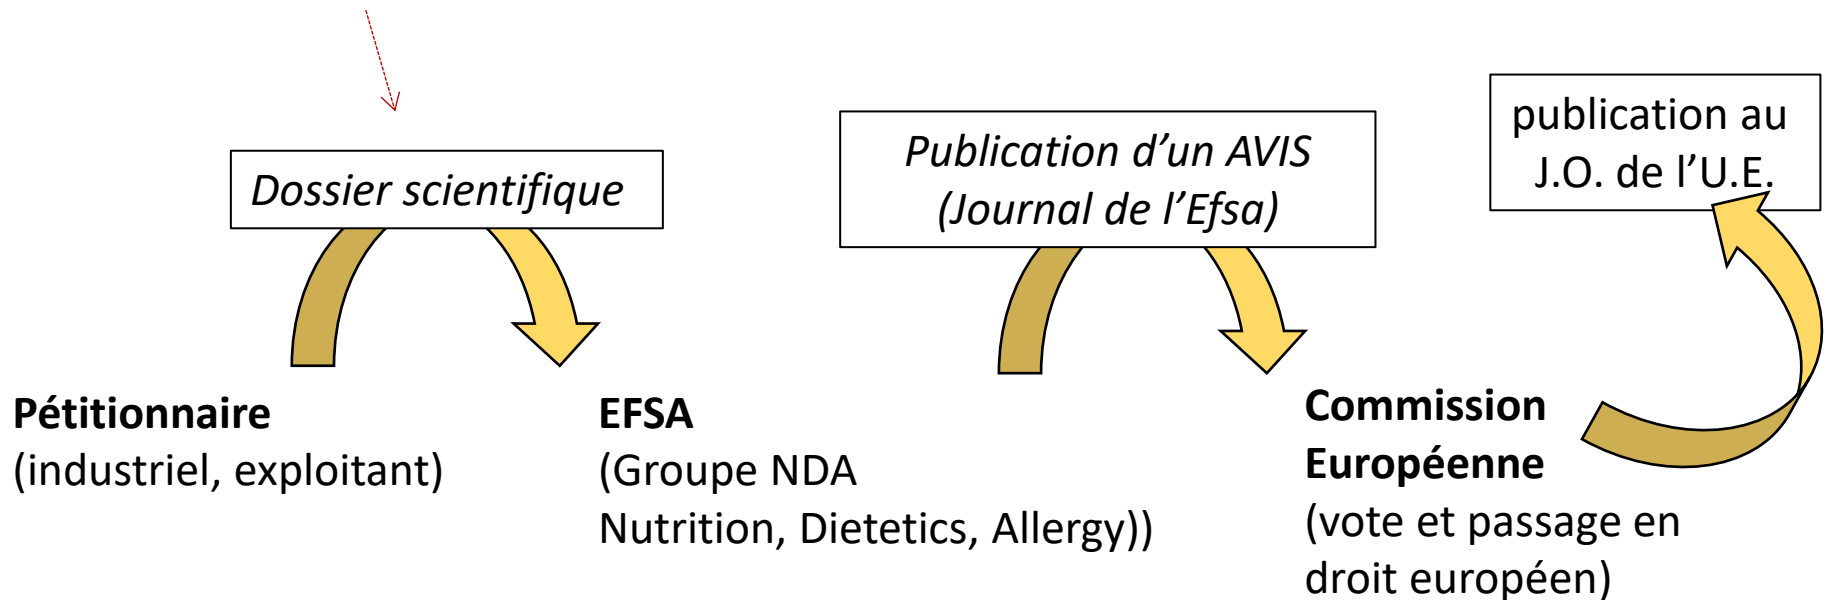 Dossier scientifique
Publication d’un AVIS
(Journal de l’Efsa)
publication au
J.O. de l’U.E.
Pétitionnaire
(industriel, exploitant)
EFSA
(Groupe NDA
Nutrition, Dietetics, Allergy))
Commission
Européenne
(vote et passage en
droit européen)